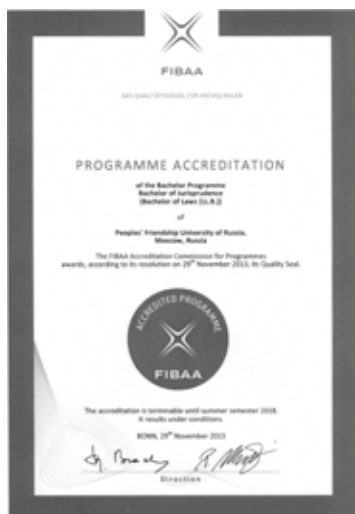 FIBAA
DAS QUALITÄTSSIEGEL FÜR HOCHSCHULEN
PROGRAMME ACCREDITATION
of the Bachelor Programme
Bachelor of Jurisprudence
(Bachelor of Laws (LL.B.))
of
Peoples' Friendship University of Russia,
Moscow, Russia
The FIBAA Accreditation Commission for Programmes
awards, according to its resolution on 29th November 2013, its Quality Seal.
ACCREDITED PROGRAMME
FIBAA
The accreditation is terminable until summer semester 2018.
It results under conditions.
BONN, 29th November 2013
Direction